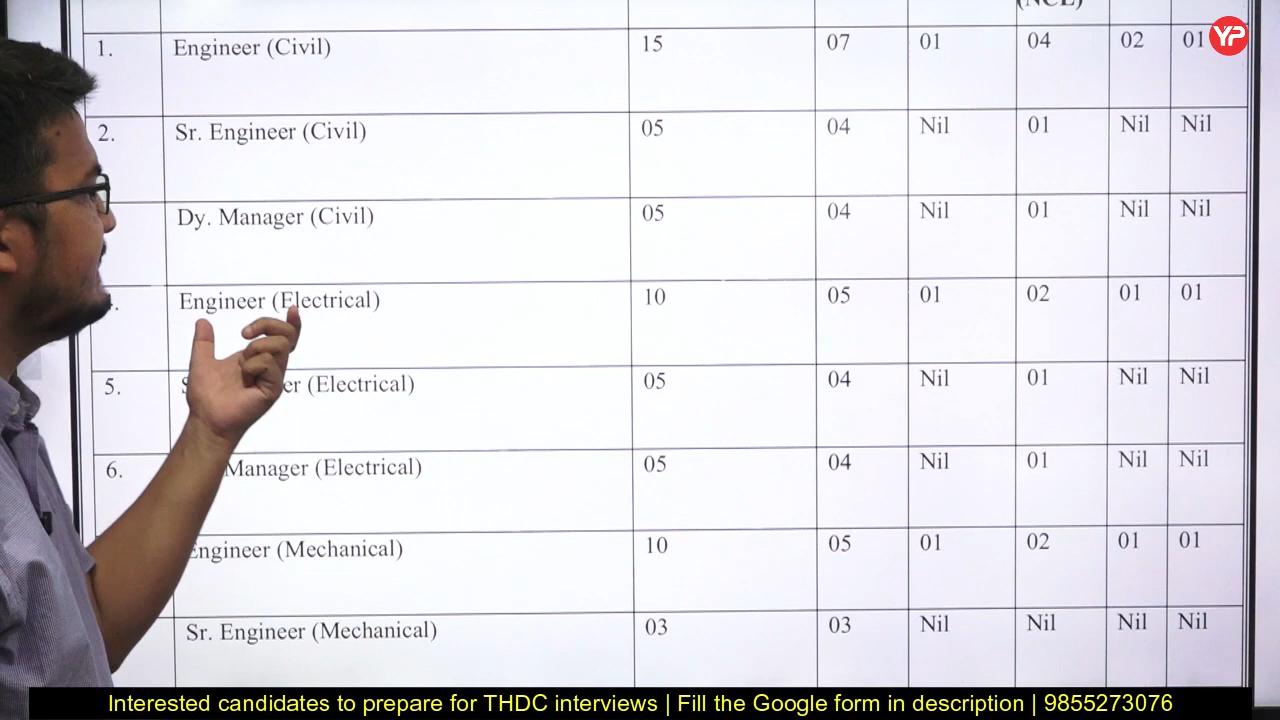 (NCL)
YP
1. Engineer (Civil) 15 07 01 04 02 01
2. Sr. Engineer (Civil) 05 04 Nil 01 Nil Nil
Dy. Manager (Civil) 05 04 Nil 01 Nil Nil
Engineer (Electrical) 10 05 01 02 01 01
5. (Electrical) 05 04 Nil 01 Nil Nil
6. Manager (Electrical) 05 04 Nil 01 Nil Nil
Engineer (Mechanical) 10 05 01 02 01 01
Sr. Engineer (Mechanical) 03 03 Nil Nil Nil Nil
Interested candidates to prepare for THDC interviews | Fill the Google form in description | 9855273076